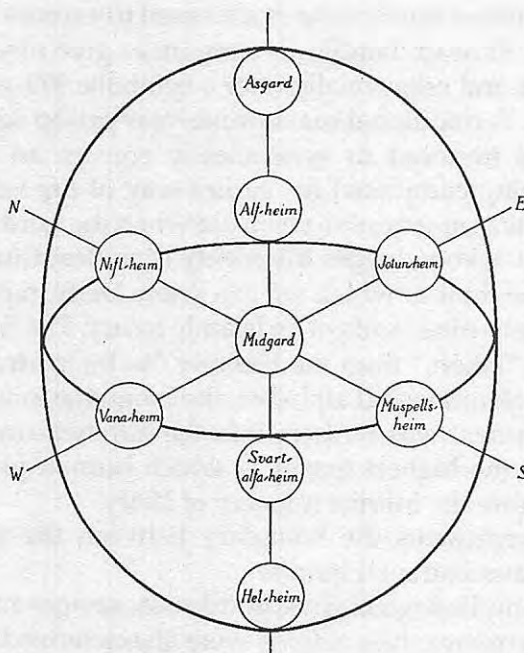 Asgard
Alf-heim
N
E
Nifl-heim
Jotun-heim
Midgard
Vana-heim
Muspells-
heim
W
Svart-
alfa-heim
S
Hel-heim